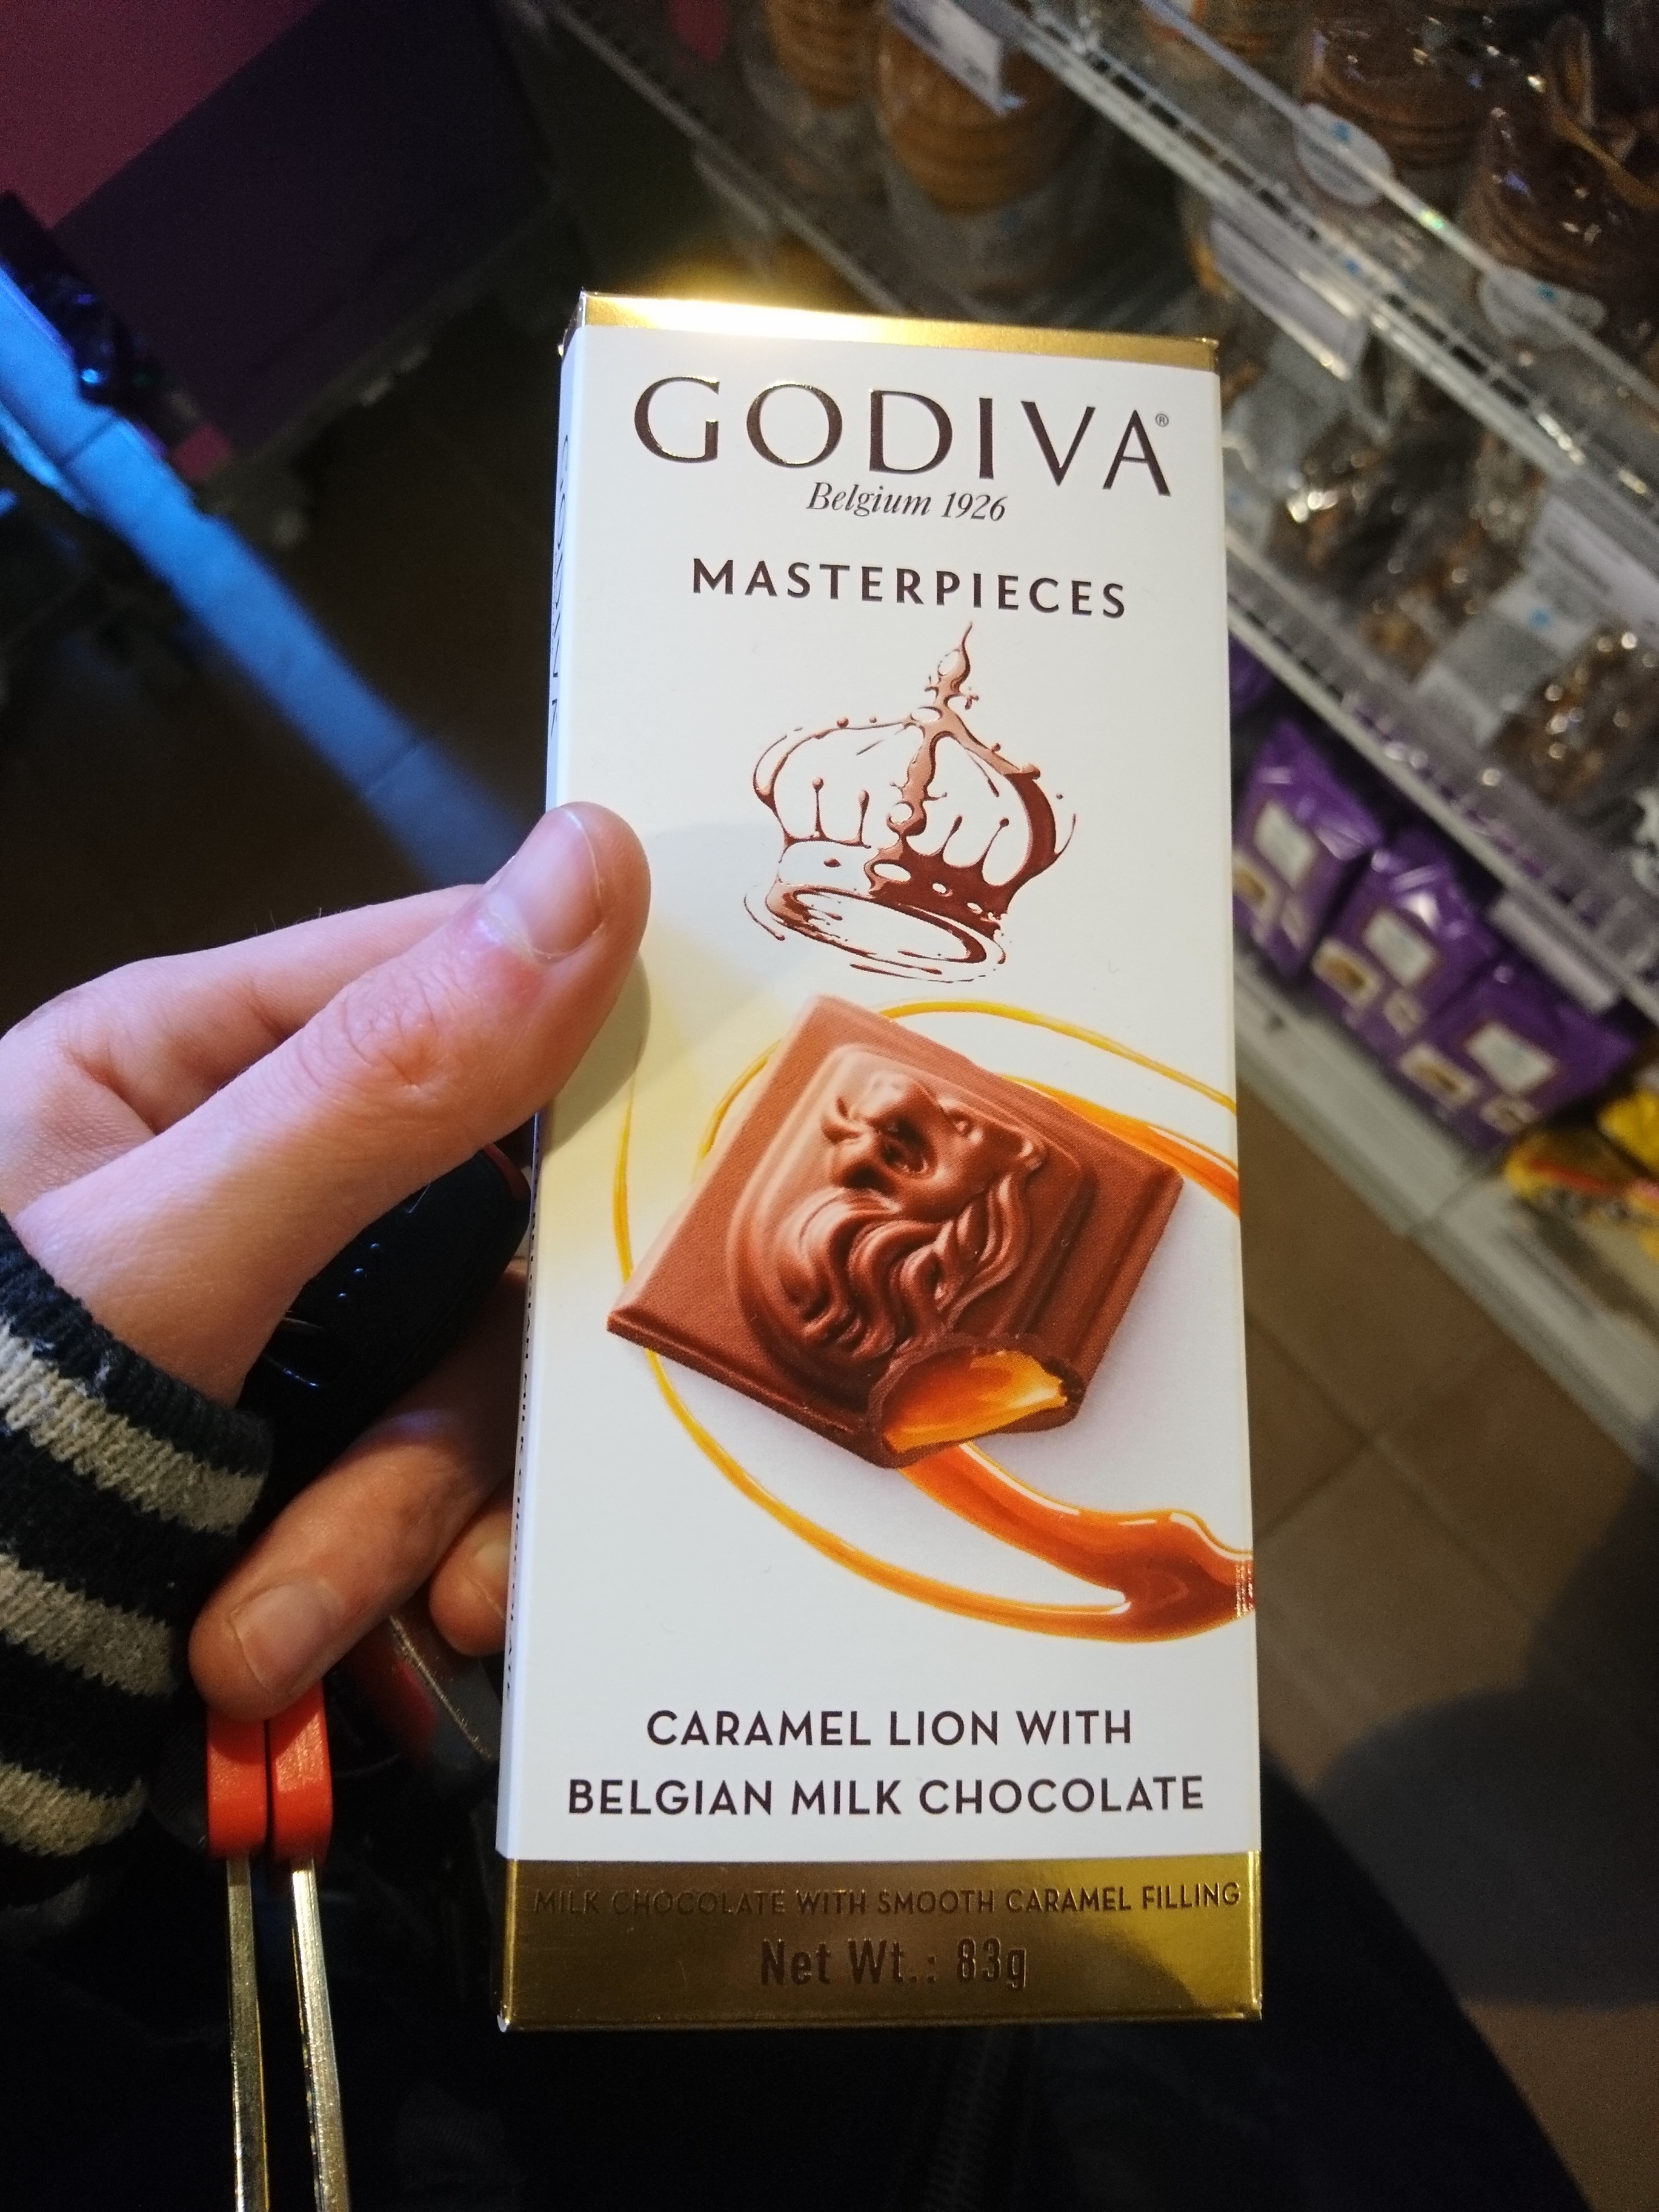 GODIVA®
Belgium 1926
MASTERPIECES
CARAMEL LION WITH
BELGIAN MILK CHOCOLATE
MILK CHOCOLATE WITH SMOOTH CARAMEL FILLING
Net Wt.: 83g
GODIVA